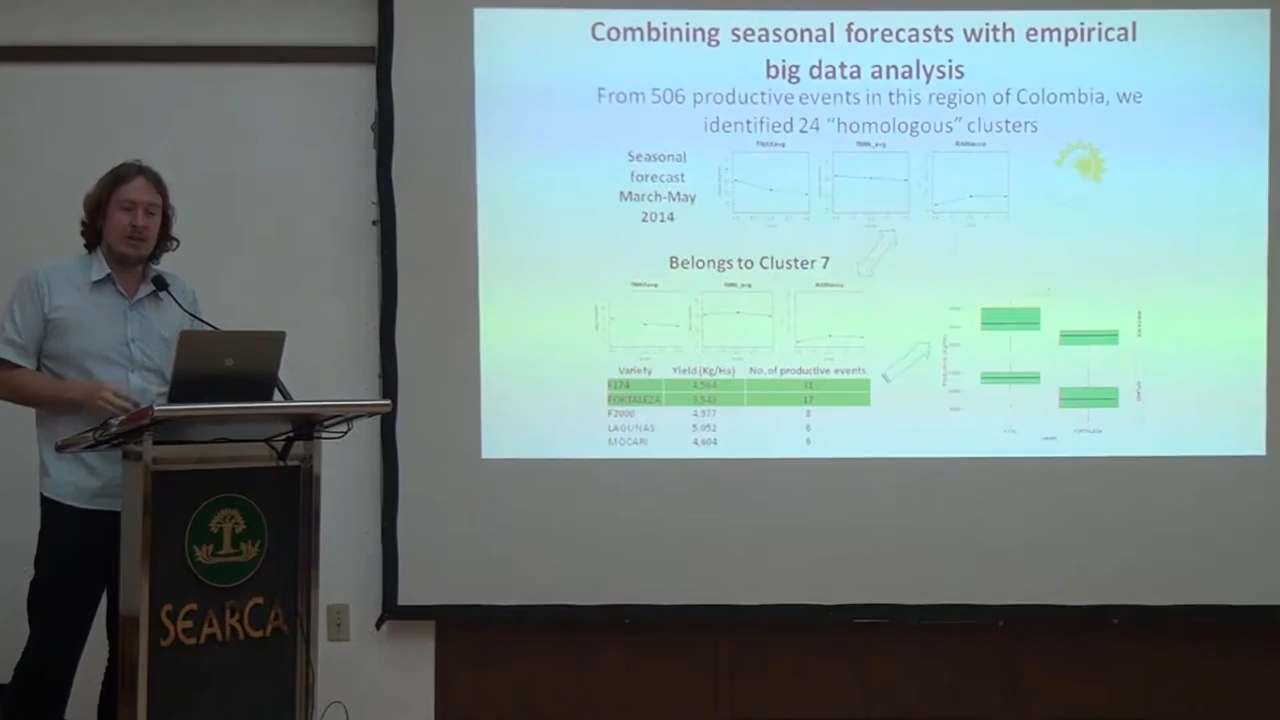 Combining seasonal forecasts with empirical
big data analysis
From 506 productive events in this region of Colombia, we
identified 24 "homologous" clusters
Seasonal
forecast
March-May
2014
Belongs to Cluster 7
Variety Yield (Kg/Ha) No. of productive events
FORTALEZA 17
F2000 4,977 8
LAGUNAS 5,052 6
MOCARI 4,604 6
hp
SEARCA